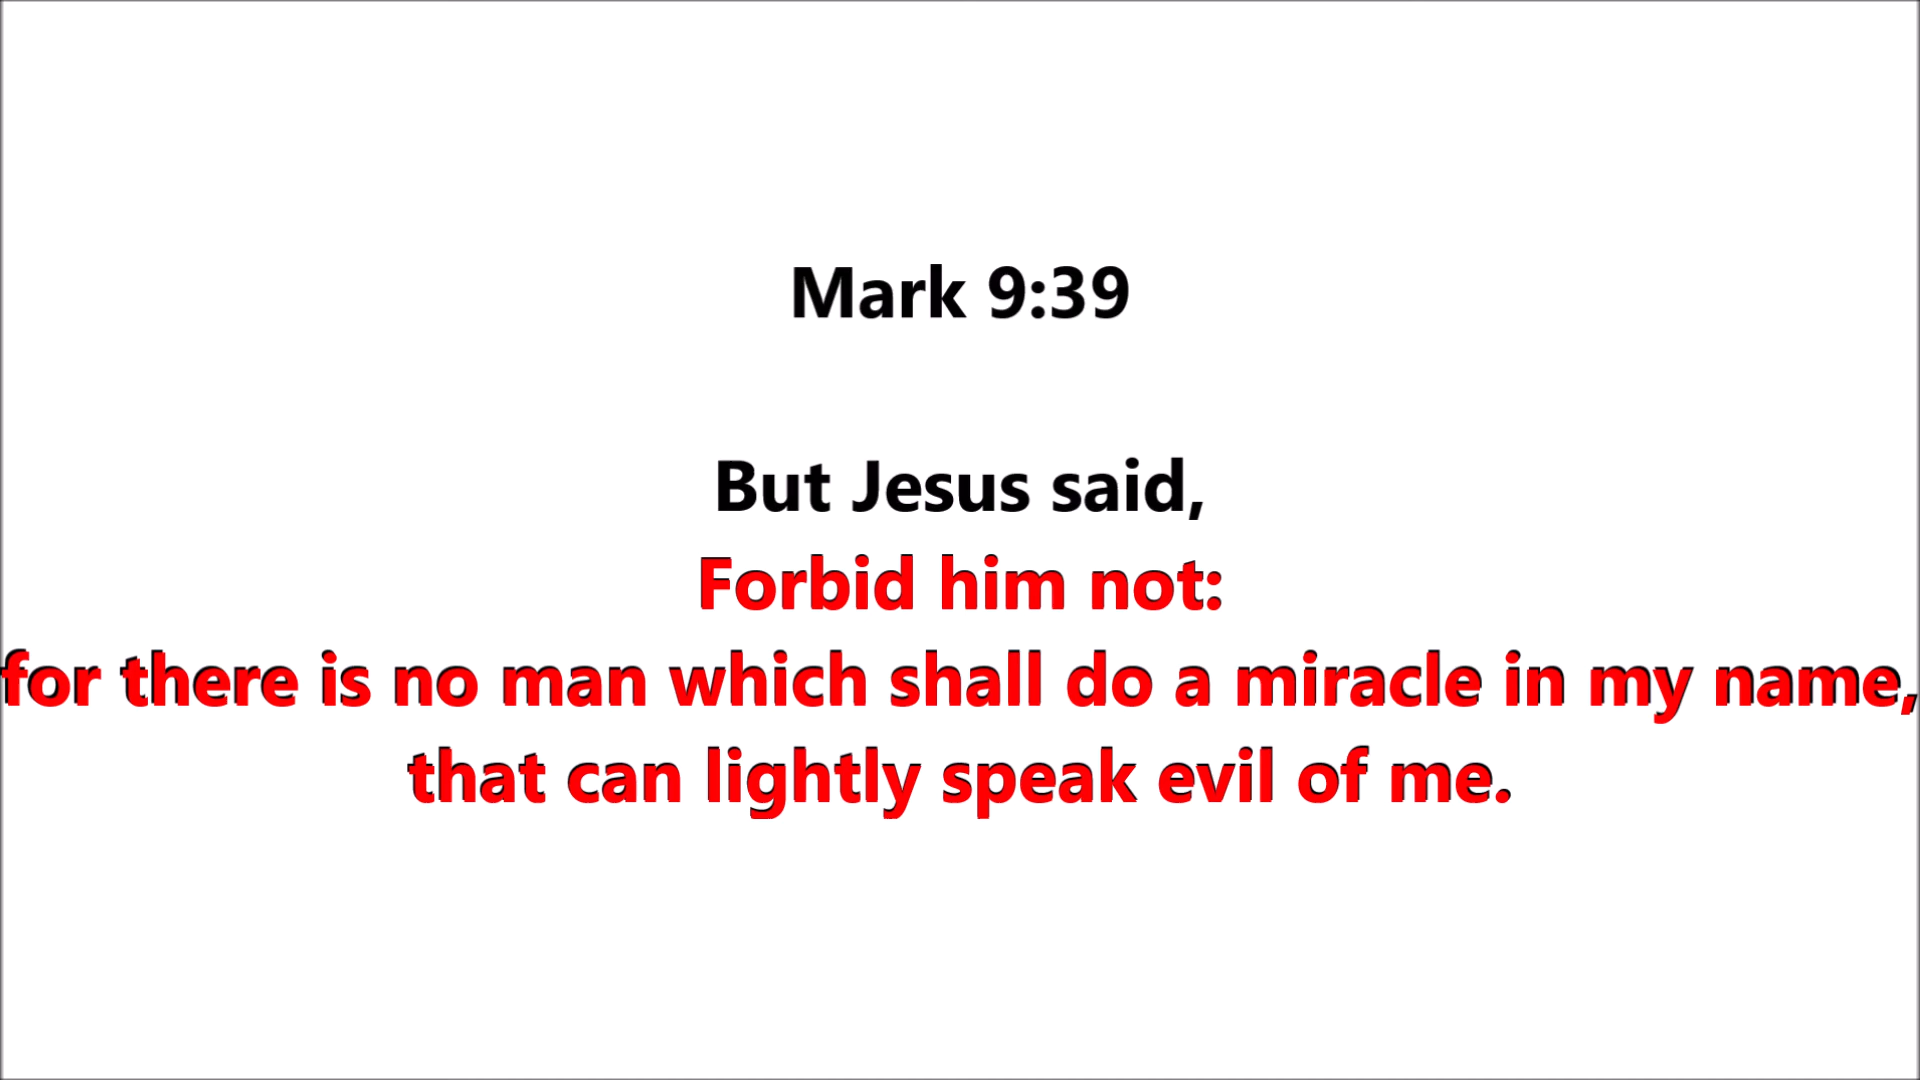 Mark 9:39
But Jesus said,
Forbid him not:
for there is no man which shall do a miracle in my name,
that can lightly speak evil of me.